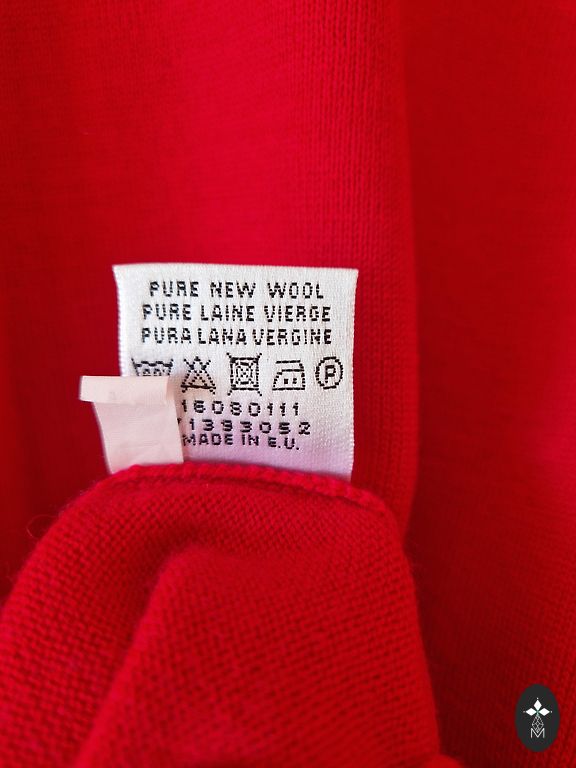 PURE NEW WOOL
PURE LAINE VIERGE
PURA LANA VERGINE
P
16080111
1393052
MADE IN E.U.
M